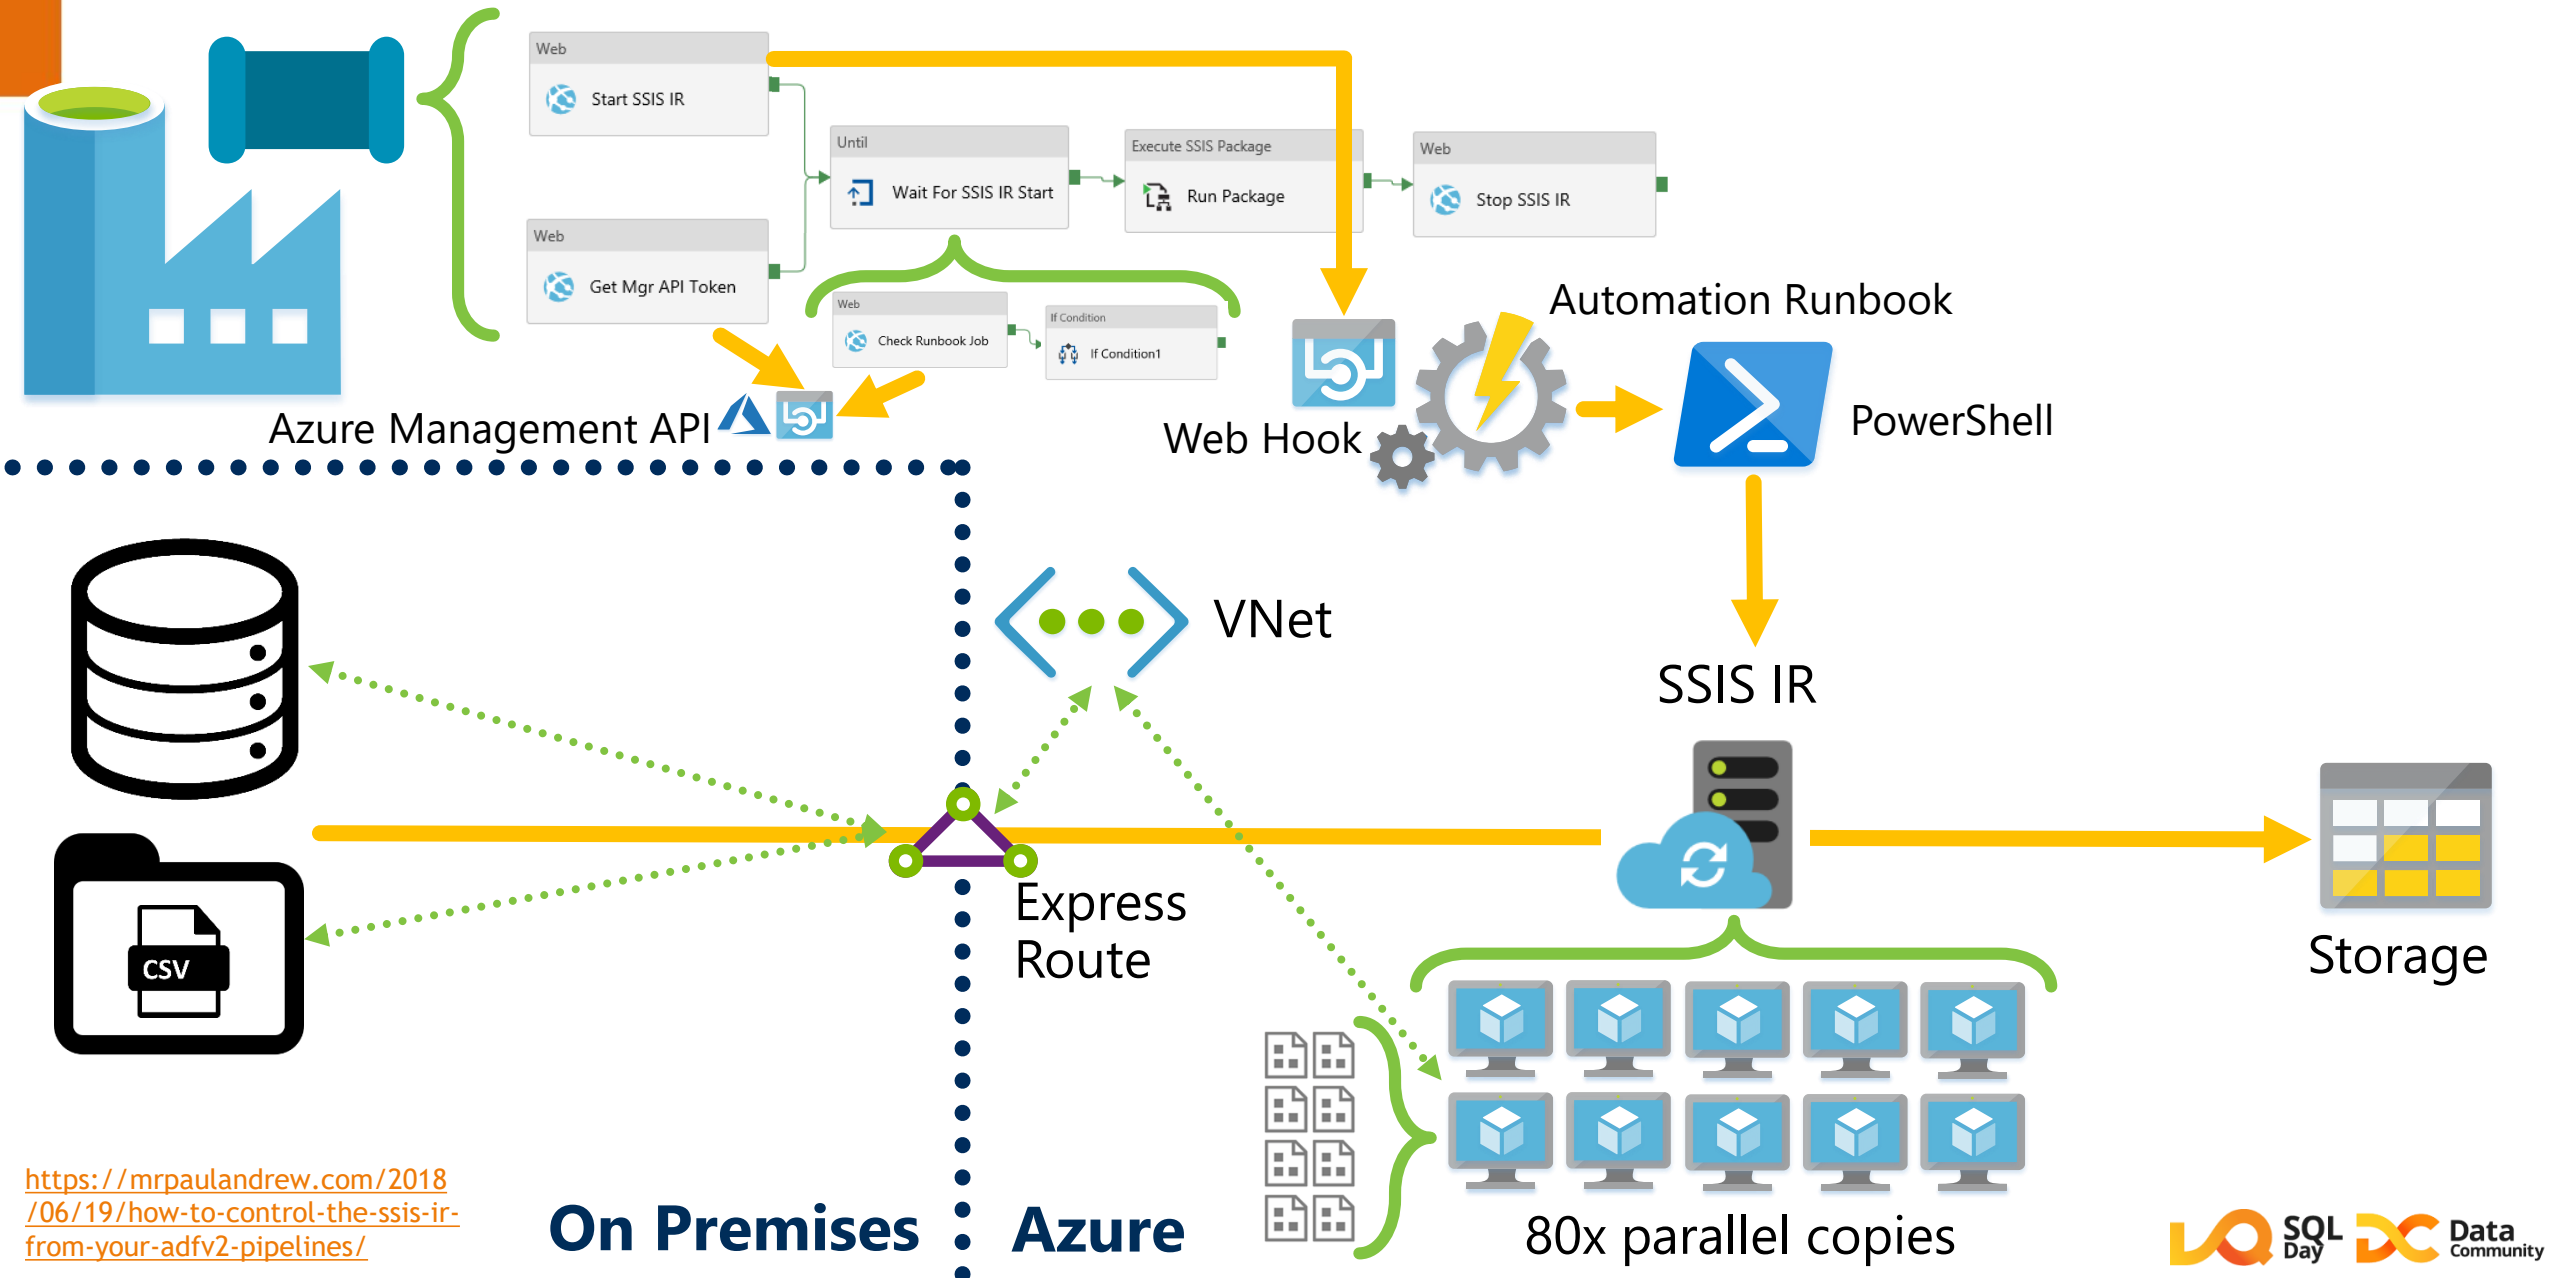 Web
Start SSIS IR
Until
Wait For SSIS IR Start
Execute SSIS Package
Run Package
Web
Stop SSIS IR
Web
Get Mgr API Token
Web
Check Runbook Job
If Condition
If Condition1
Automation Runbook
Azure Management API
Web Hook
PowerShell
VNet
SSIS IR
Express
Route
CSV
Storage
https://mrpaulandrew.com/2018
/06/19/how-to-control-the-ssis-ir-
from-your-adfv2-pipelines/
On Premises
Azure
80x parallel copies
SQL
Day
Data
Community